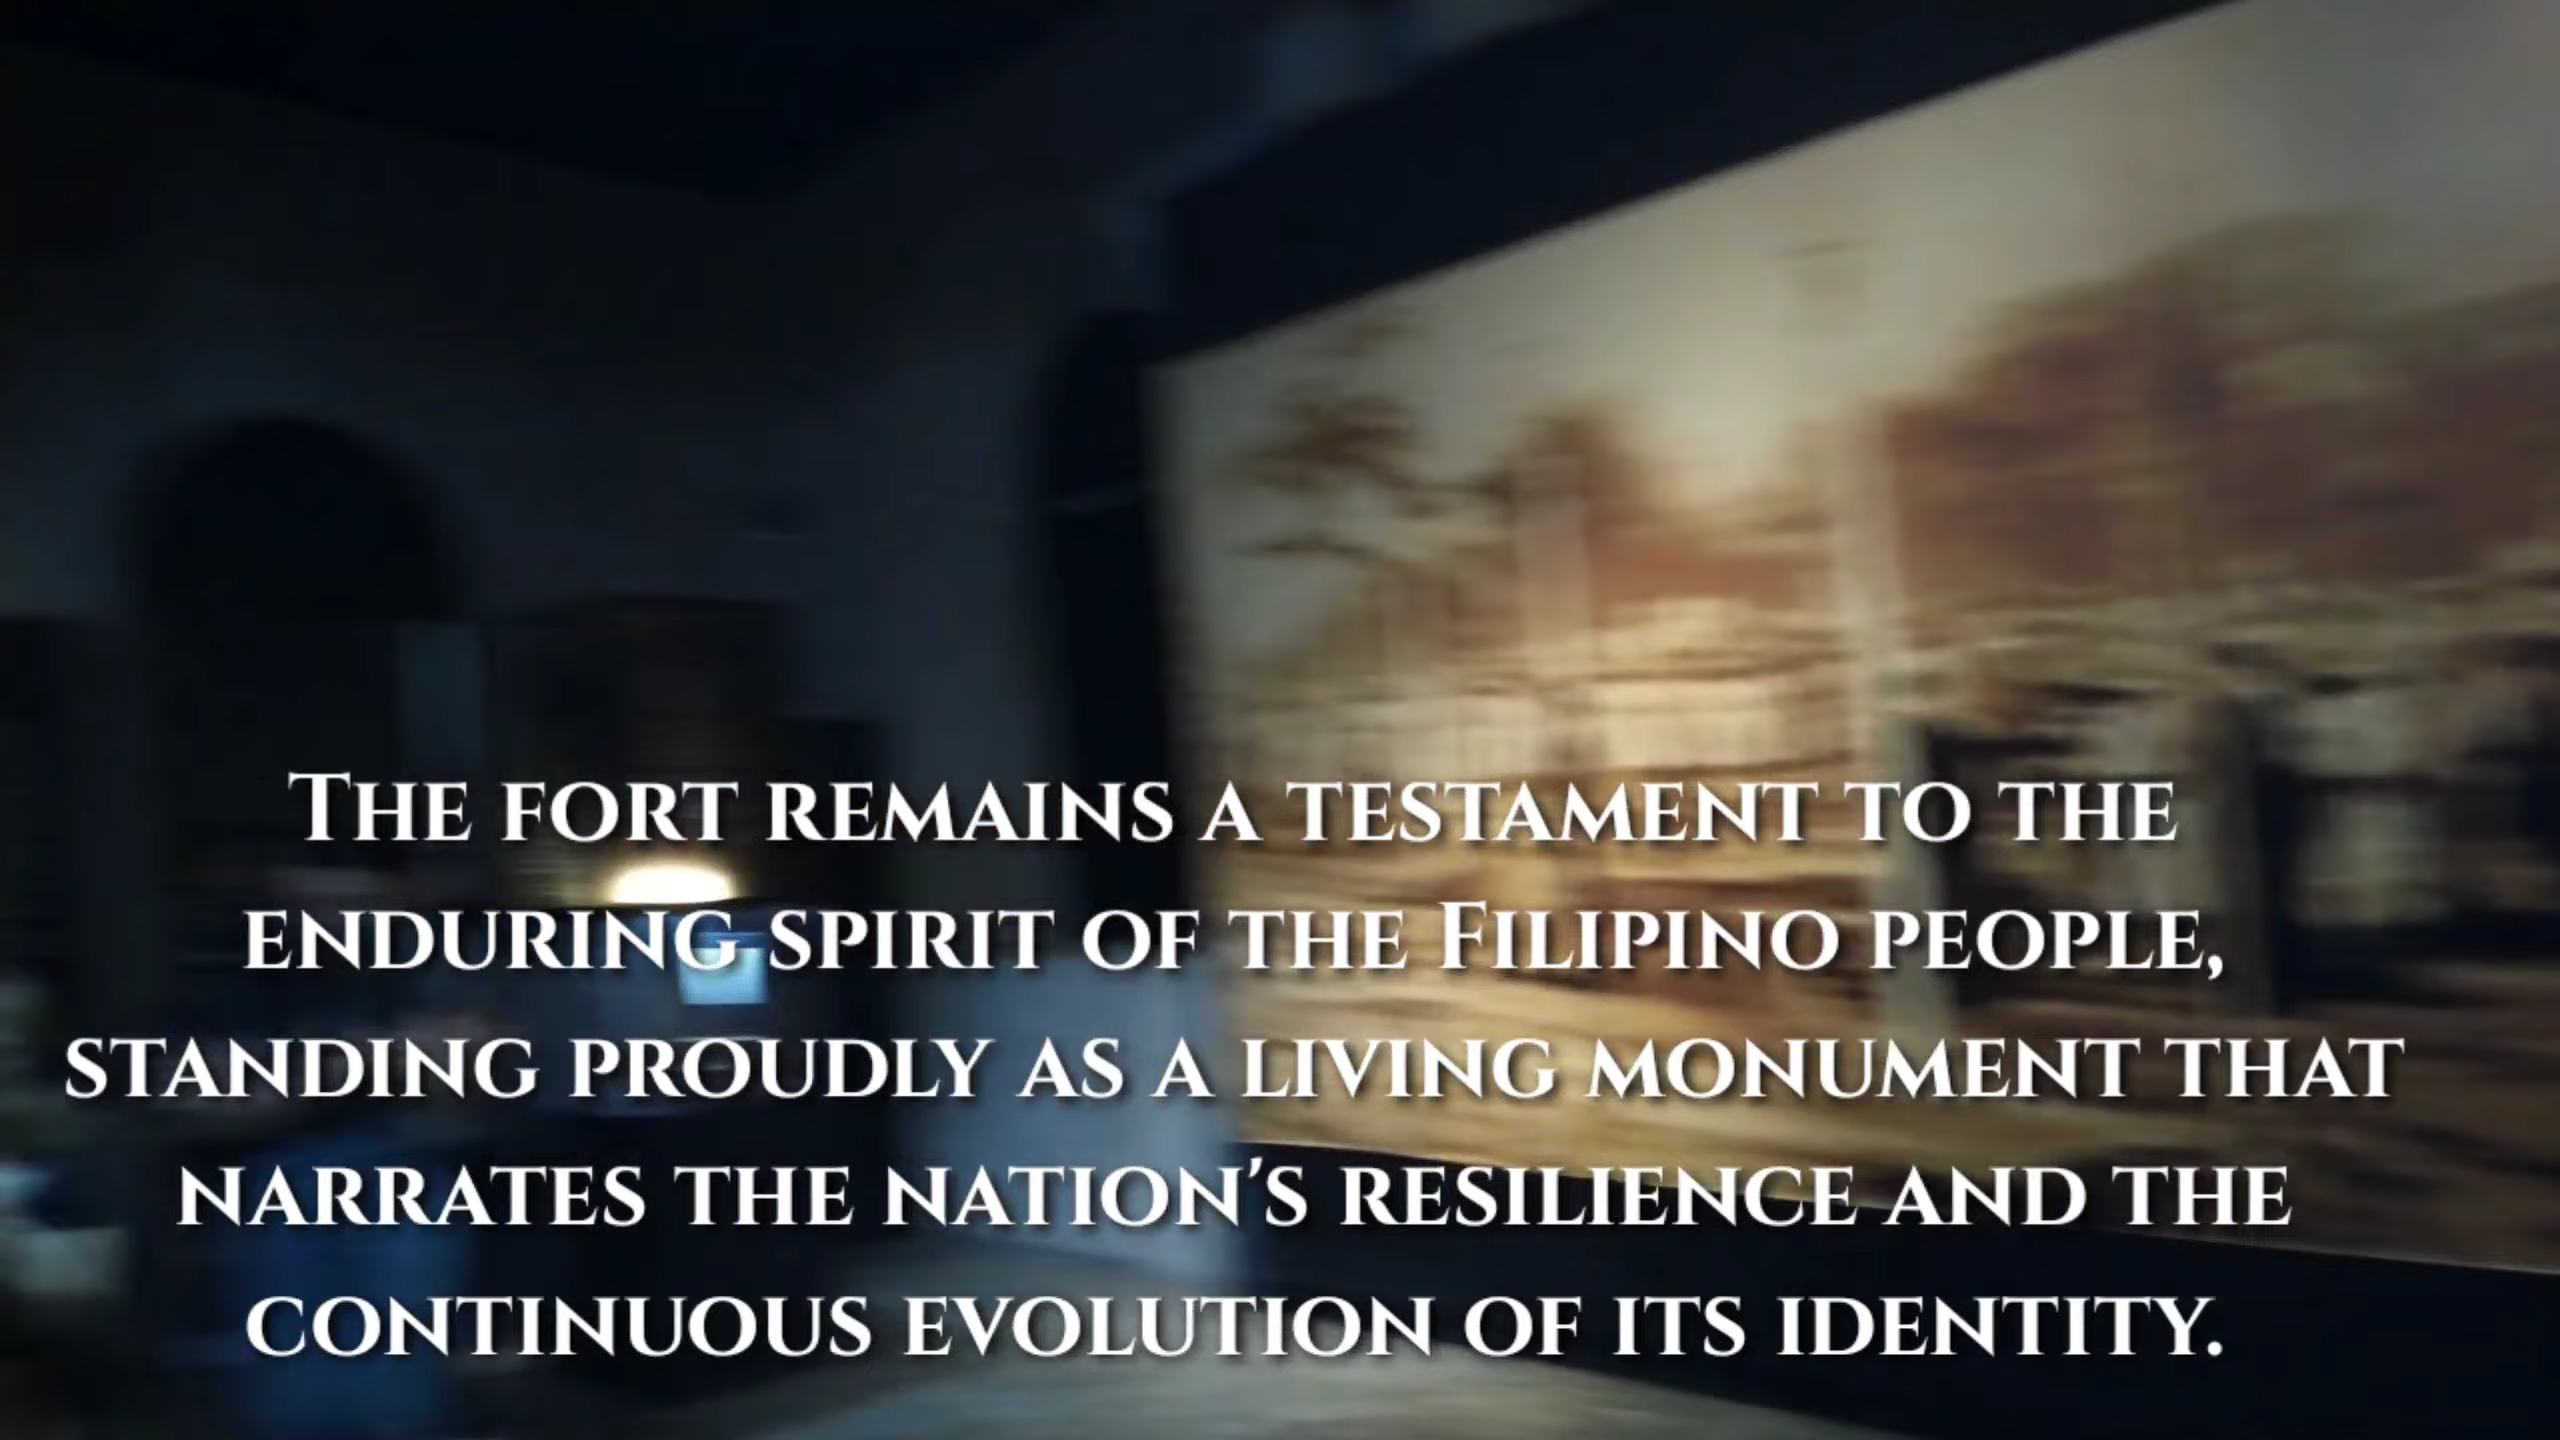 The fort remains a testament to the
enduring spirit of the Filipino people,
standing proudly as a living monument that
narrates the nation's resilience and the
continuous evolution of its identity.